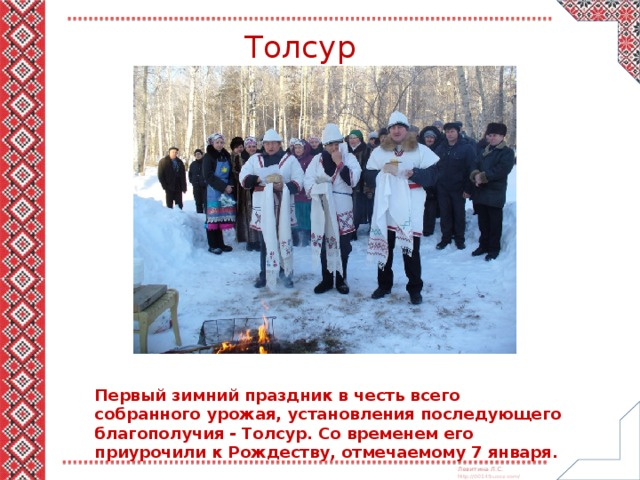 Толсур
Первый зимний праздник в честь всего
собранного урожая, установления последующего
благополучия - Толсур. Со временем его
приурочили к Рождеству, отмечаемому 7 января.